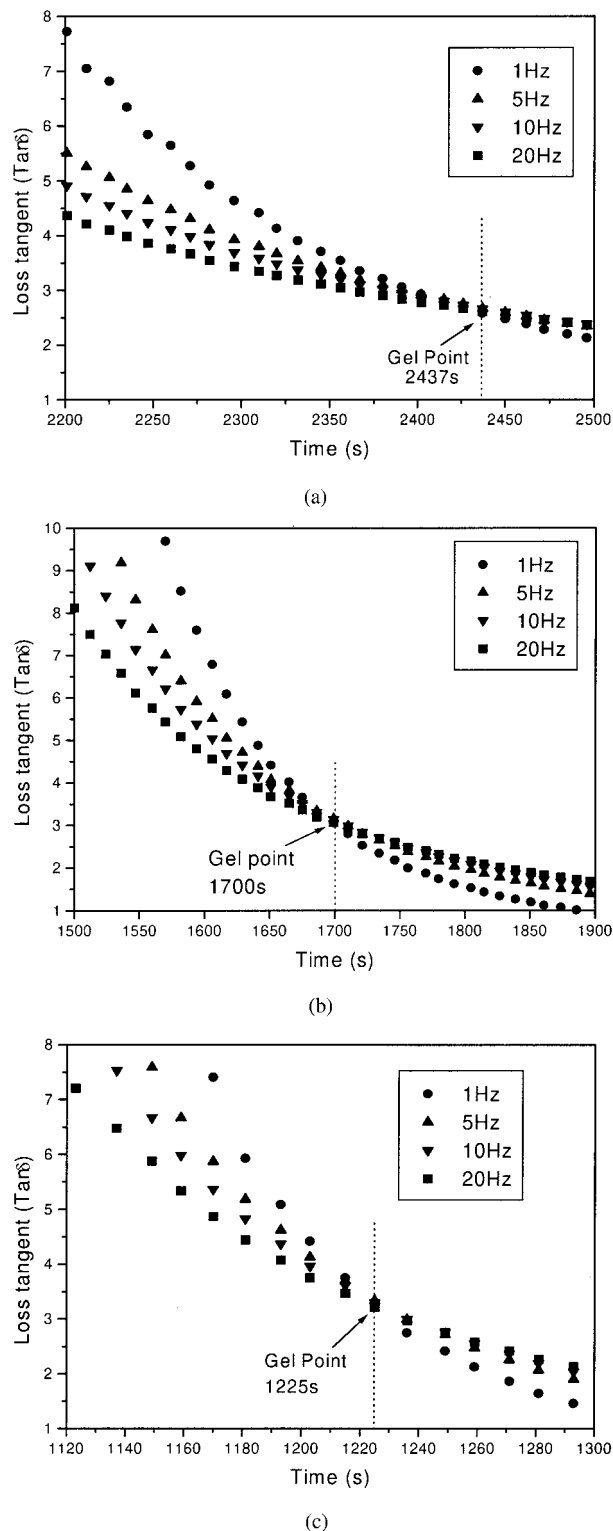 8
7
6
5
4
3
2
1
Loss tangent (Tanδ)
1Hz
5Hz
10Hz
20Hz
Gel Point
2437s
2200 2250 2300 2350 2400 2450 2500
Time (s)
(a)
10
9
8
7
6
5
4
3
2
1
Loss tangent (Tanδ)
1Hz
5Hz
10Hz
20Hz
Gel point
1700s
1500 1550 1600 1650 1700 1750 1800 1850 1900
Time (s)
(b)
8
7
6
5
4
3
2
1
Loss tangent (Tanδ)
1Hz
5Hz
10Hz
20Hz
Gel Point
1225s
1120 1140 1160 1180 1200 1220 1240 1260 1280 1300
Time (s)
(c)